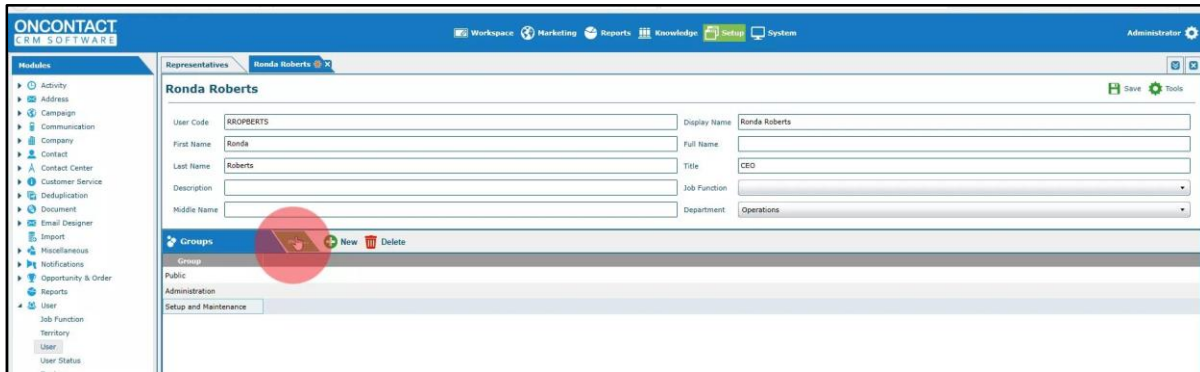 ONCONTACT
CRM SOFTWARE
Workspace Marketing Reports Knowledge Setup System
Administrator
Modules
Activity
Address
Campaign
Communication
Company
Contact
Contact Center
Customer Service
Deduplication
Document
Email Designer
Import
Miscellaneous
Notifications
Opportunity & Order
Reports
User
Job Function
Territory
User
User Status
Representatives Ronda Roberts X
Ronda Roberts
Save Tools
User Code RROPBERTS Display Name Ronda Roberts
First Name Ronda Full Name
Last Name Roberts Title CEO
Description Job Function
Middle Name Department Operations
Groups New Delete
Group
Public
Administration
Setup and Maintenance